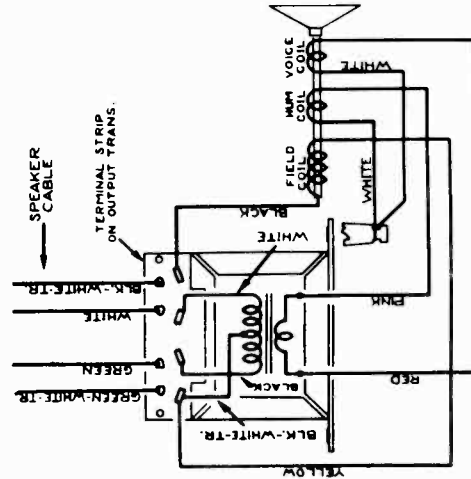 SPEAKER
CABLE
TERMINAL STRIP
ON OUTPUT TRANS.
BLK.-WHITE-TR.
WHITE
GREEN
GREEN-WHITE-TR.
BLACK
WHITE
FIELD
COIL
HUM
COIL
VOICE
COIL
WHITE
WHITE
BLACK
BLK.-WHITE-TR.
PINK
RED
YELLOW